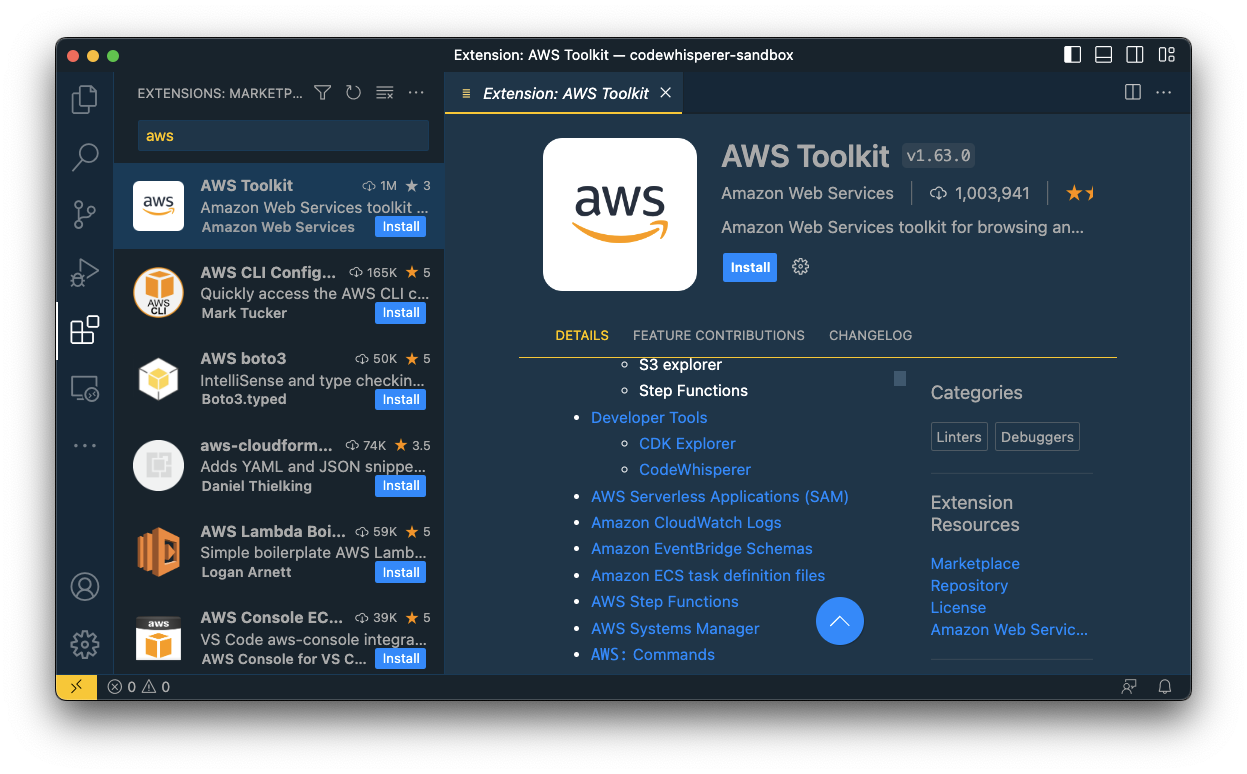 Extension: AWS Toolkit — codewhisperer-sandbox
EXTENSIONS: MARKETP...
aws
AWS Toolkit 1M 3
Amazon Web Services toolkit ...
Amazon Web Services Install
AWS CLI Config... 165K 5
Quickly access the AWS CLI c...
Mark Tucker Install
AWS CLI
AWS boto3 50K 5
IntelliSense and type checkin...
Boto3.typed Install
aws-cloudform... 74K 3.5
Adds YAML and JSON snippe...
Daniel Thielking Install
AWS Lambda Boi... 59K 5
Simple boilerplate AWS Lamb...
Logan Arnett Install
AWS Console EC... 39K 5
VS Code aws-console integra...
AWS Console for VS C... Install
aws
aws
Extension: AWS Toolkit
aws
AWS Toolkit v1.63.0
Amazon Web Services 1,003,941
Amazon Web Services toolkit for browsing an...
Install
DETAILS FEATURE CONTRIBUTIONS CHANGELOG
S3 explorer
Step Functions
Developer Tools
CDK Explorer
CodeWhisperer
AWS Serverless Applications (SAM)
Amazon CloudWatch Logs
Amazon EventBridge Schemas
Amazon ECS task definition files
AWS Step Functions
AWS Systems Manager
AWS: Commands
Categories
Linters Debuggers
Extension
Resources
Marketplace
Repository
License
Amazon Web Servic...
0 0